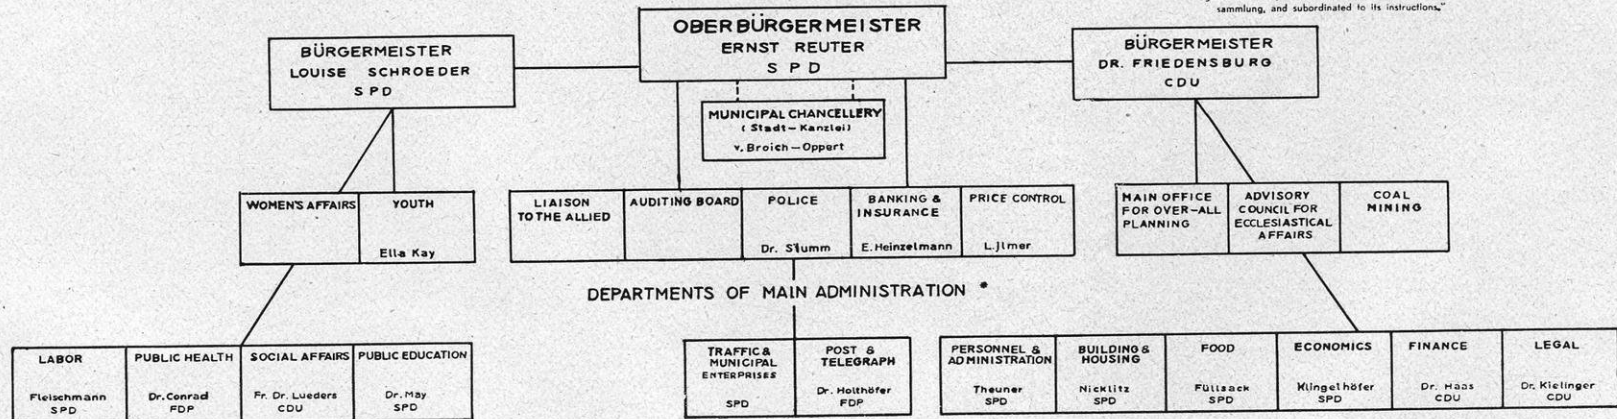 sammlung, and subordinated to its instructions."
OBERBÜRGERMEISTER
ERNST REUTER
SPD
BÜRGERMEISTER
LOUISE SCHROEDER
SPD
BÜRGERMEISTER
DR. FRIEDENSBURG
CDU
MUNICIPAL CHANCELLERY
(Stadt-Kanzlei)
v. Broich-Oppert
WOMEN'S AFFAIRS
YOUTH
Ella Kay
LIAISON
TO THE ALLIED
AUDITING BOARD
POLICE
Dr. Stumm
BANKING &
INSURANCE
E. Heinzelmann
PRICE CONTROL
L. Jlmer
MAIN OFFICE
FOR OVER-ALL
PLANNING
ADVISORY
COUNCIL FOR
ECCLESIASTICAL
AFFAIRS
COAL
MINING
DEPARTMENTS OF MAIN ADMINISTRATION *
LABOR
Fleischmann
SPD
PUBLIC HEALTH
Dr. Conrad
FDP
SOCIAL AFFAIRS
Fr. Dr. Lueders
CDU
PUBLIC EDUCATION
Dr. May
SPD
TRAFFIC &
MUNICIPAL
ENTERPRISES
SPD
POST &
TELEGRAPH
Dr. Holthöfer
FDP
PERSONNEL &
ADMINISTRATION
Theuner
SPD
BUILDING &
HOUSING
Nicklitz
SPD
FOOD
Füllsack
SPD
ECONOMICS
Klingelhöfer
SPD
FINANCE
Dr. Haas
CDU
LEGAL
Dr. Kielinger
CDU